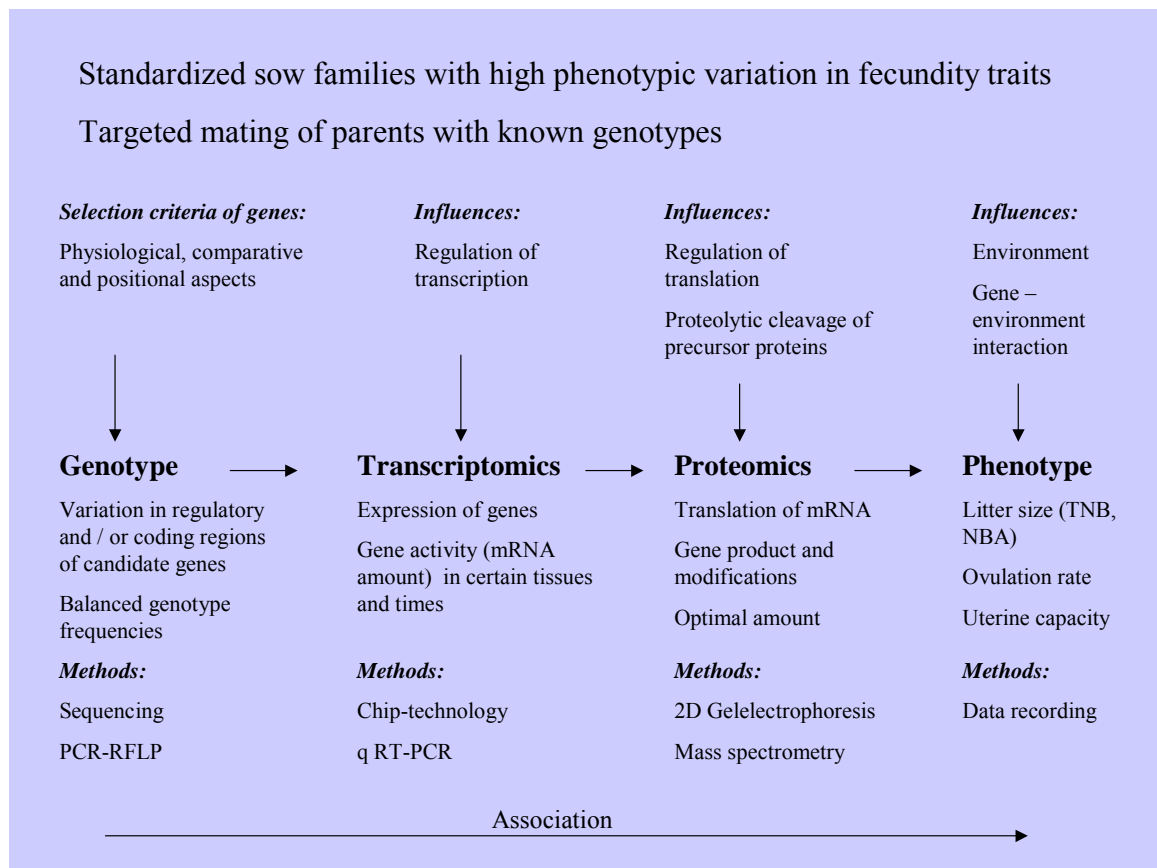 Standardized sow families with high phenotypic variation in fecundity traits
Targeted mating of parents with known genotypes
Selection criteria of genes:
Physiological, comparative
and positional aspects
Influences:
Regulation of
transcription
Influences:
Regulation of
translation
Proteolytic cleavage of
precursor proteins
Influences:
Environment
Gene –
environment
interaction
Genotype
Variation in regulatory
and / or coding regions
of candidate genes
Balanced genotype
frequencies
Methods:
Sequencing
PCR-RFLP
Transcriptomics
Expression of genes
Gene activity (mRNA
amount) in certain tissues
and times
Methods:
Chip-technology
q RT-PCR
Proteomics
Translation of mRNA
Gene product and
modifications
Optimal amount
Methods:
2D Gelelectrophoresis
Mass spectrometry
Phenotype
Litter size (TNB,
NBA)
Ovulation rate
Uterine capacity
Methods:
Data recording
Association